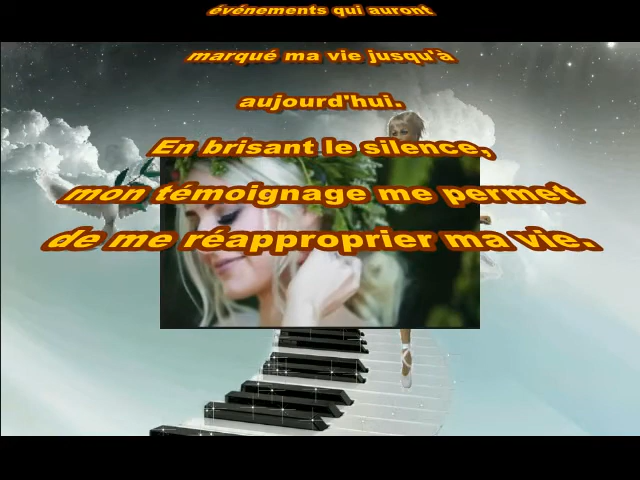 événements qui auront
marqué ma vie jusqu'à
aujourd'hui.
En brisant le silence,
mon témoignage me permet
de me réapproprier ma vie.